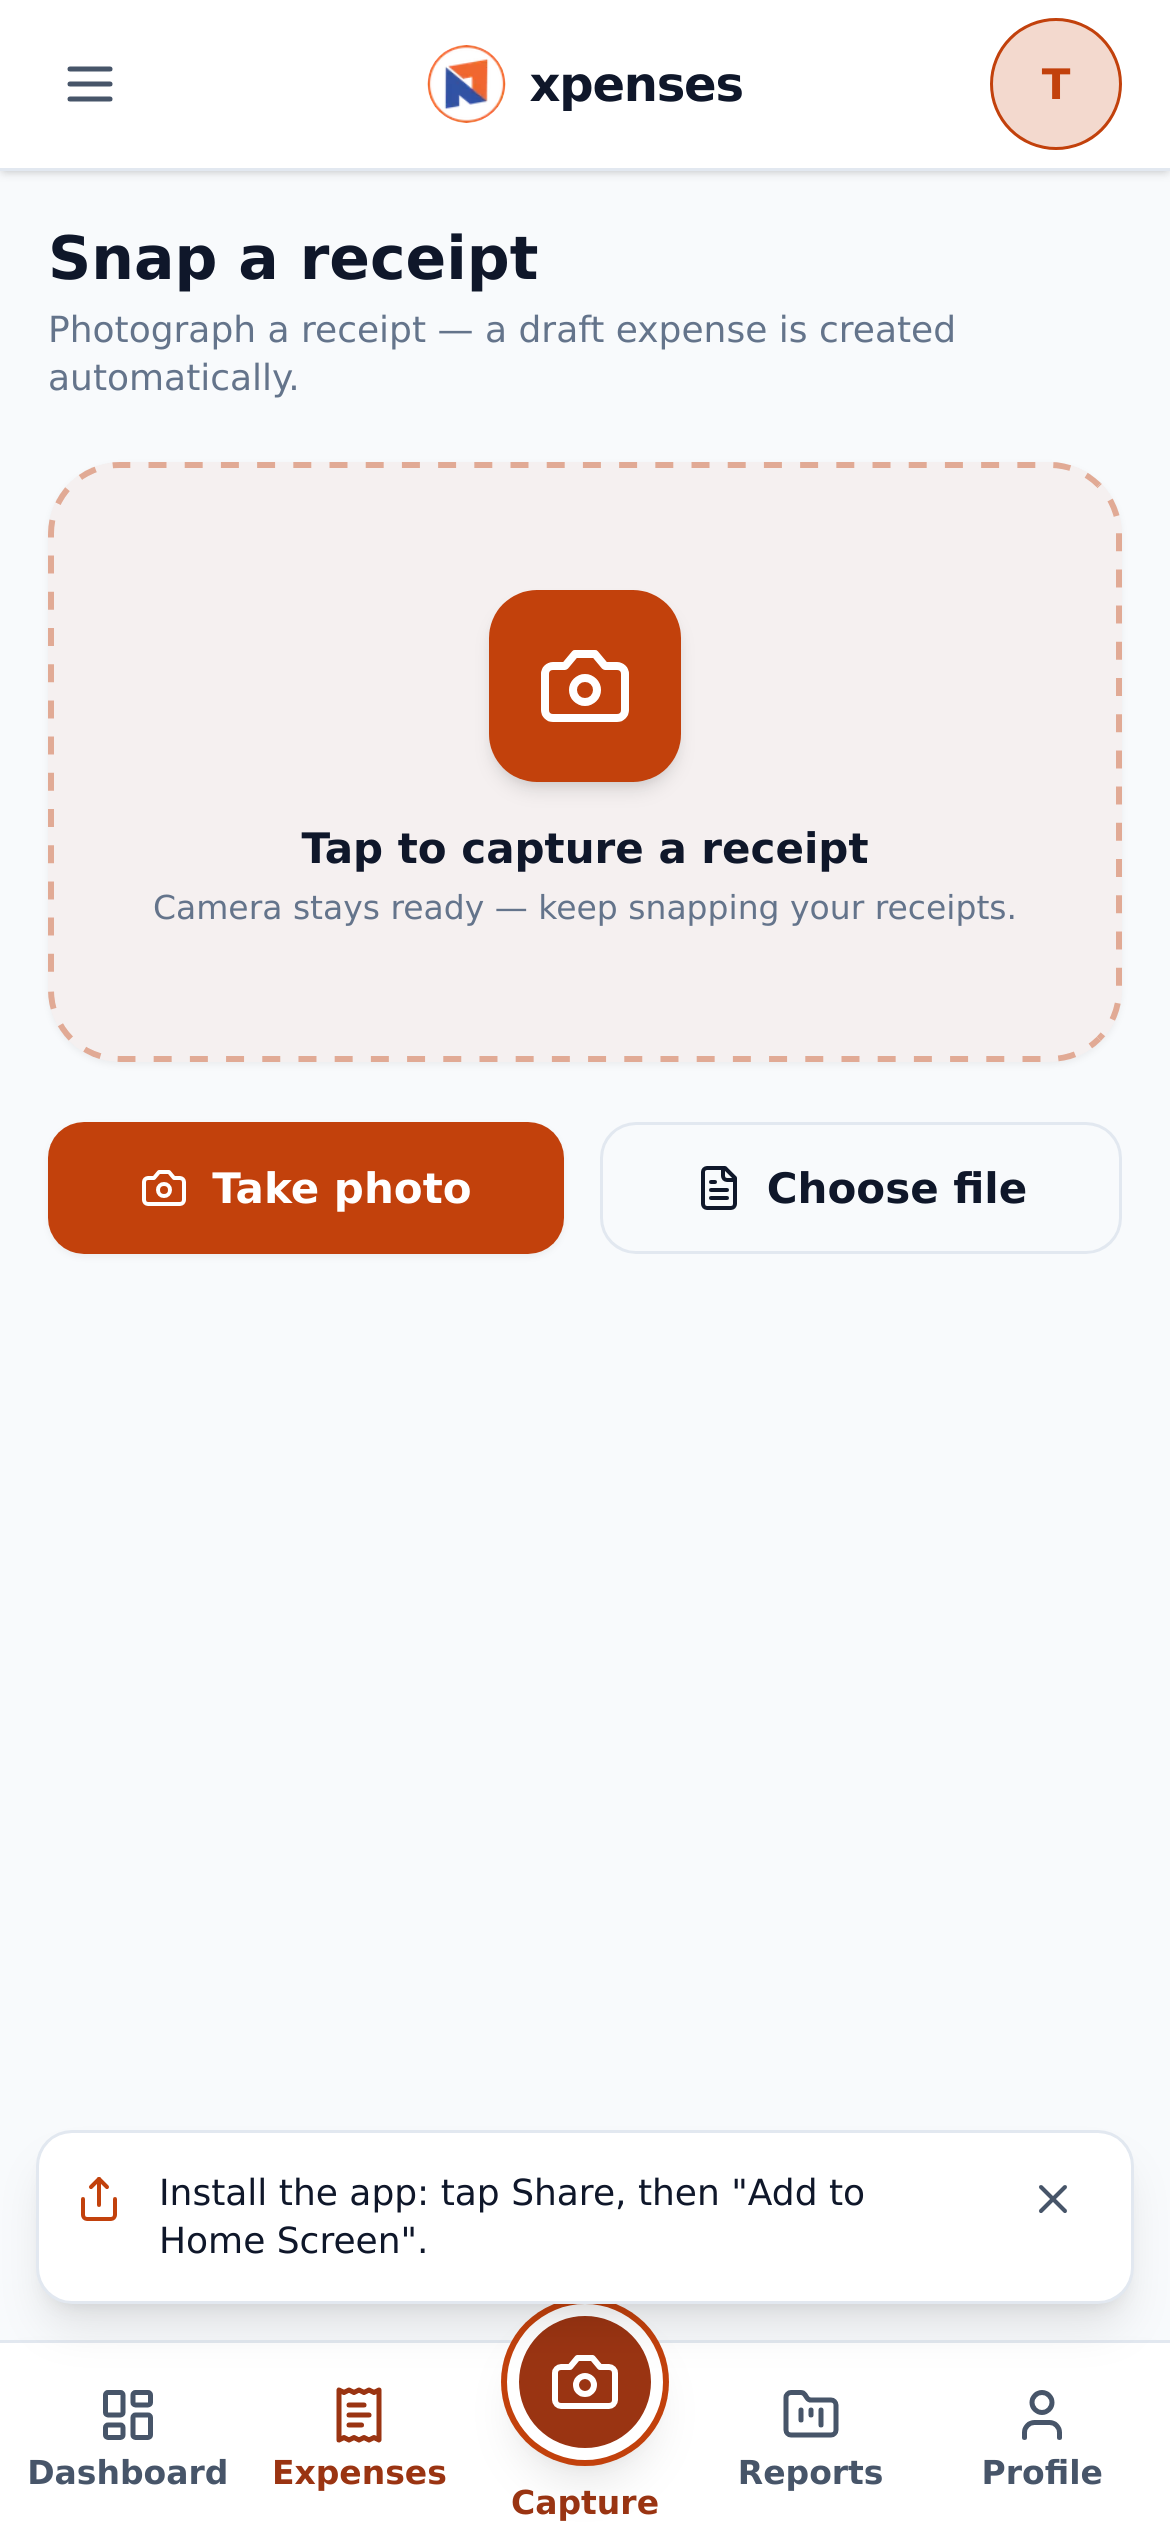 xpenses
T
Snap a receipt
Photograph a receipt — a draft expense is created
automatically.
Tap to capture a receipt
Camera stays ready — keep snapping your receipts.
Take photo
Choose file
Install the app: tap Share, then "Add to
Home Screen".
Dashboard
Expenses
Capture
Reports
Profile